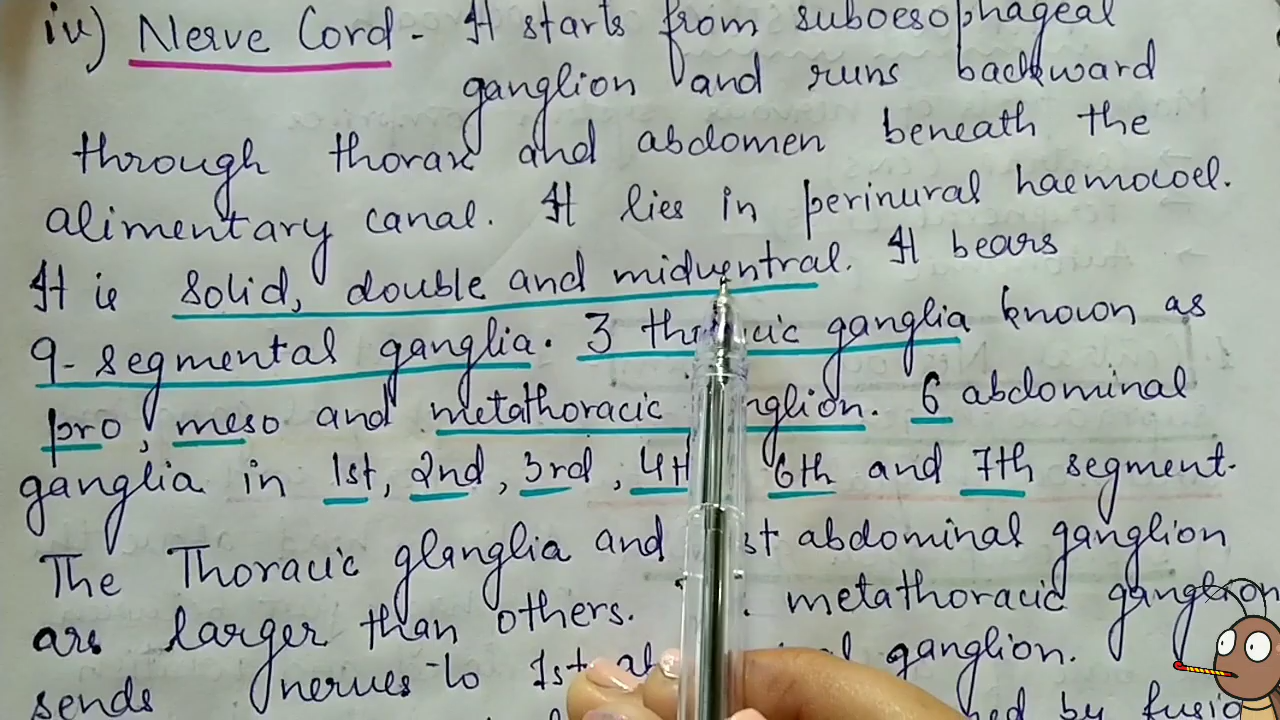 iv) Nerve Cord - It starts from suboesophageal
ganglion and runs backward
through thorax and abdomen beneath the
alimentary canal. It lies in perinural haemocoel.
It is solid, double and midventral. It bears
9- segmental ganglia. 3 thoracic ganglia known as
pro, meso and metathoracic ganglion. 6 abdominal
ganglia in 1st, 2nd, 3rd, 4th 6th and 7th segment.
The Thoracic glanglia and abdominal ganglion
are larger than others. metathoracic ganglion
sends nerves to 1st ganglion.
by